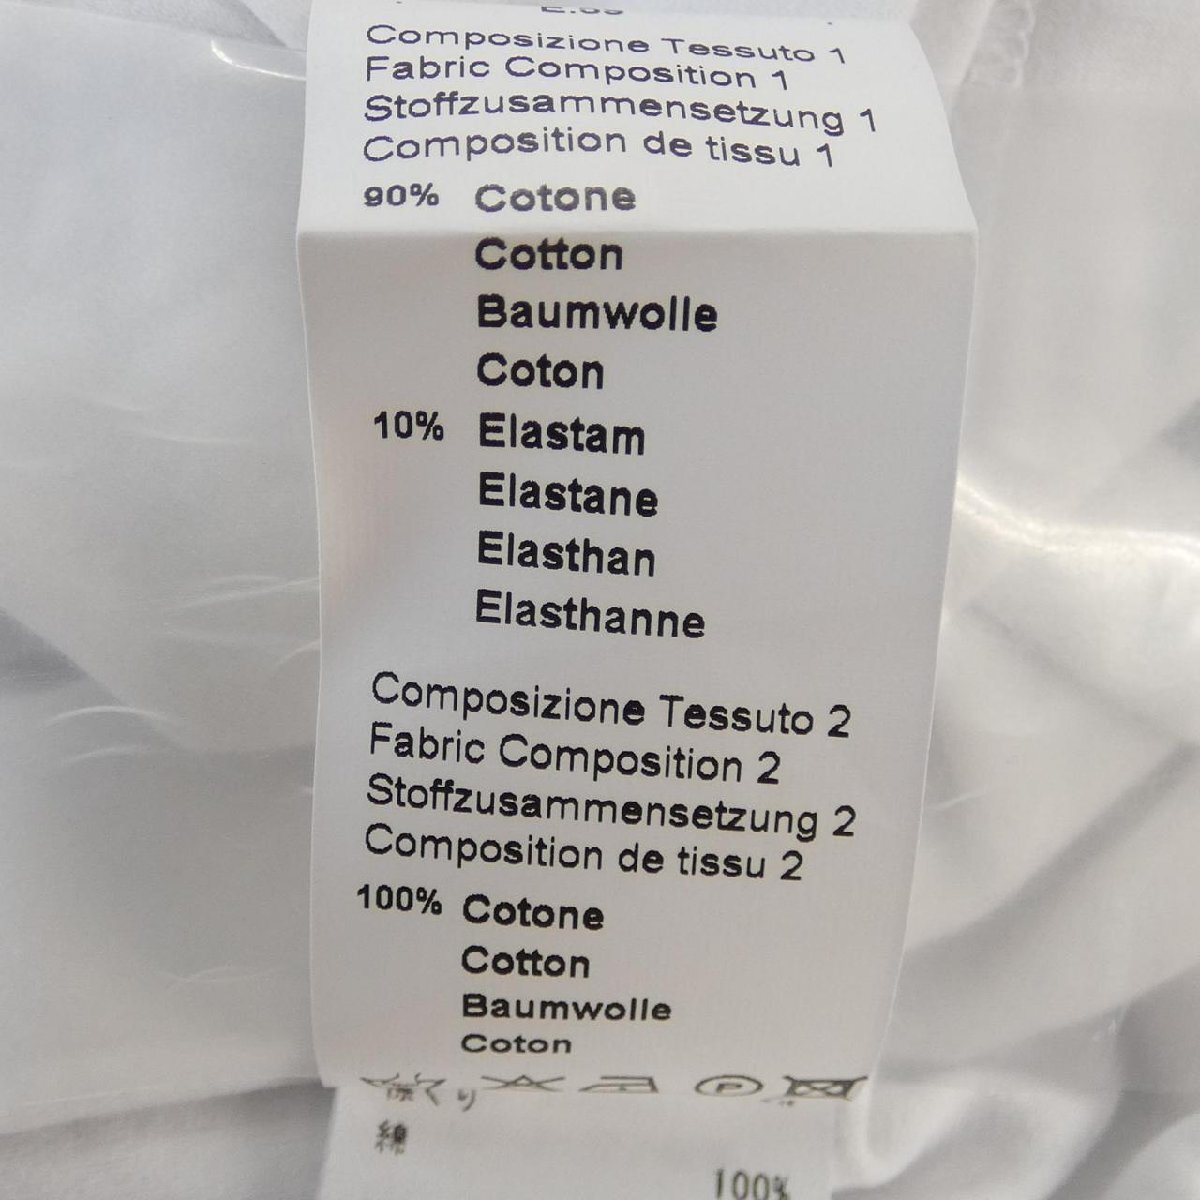 Composizione Tessuto 1
Fabric Composition 1
Stoffzusammensetzung 1
Composition de tissu 1
90% Cotone
Cotton
Baumwolle
Coton
10% Elastam
Elastane
Elasthan
Elasthanne
Composizione Tessuto 2
Fabric Composition 2
Stoffzusammensetzung 2
Composition de tissu 2
100% Cotone
Cotton
Baumwolle
Coton
P
綿
100%